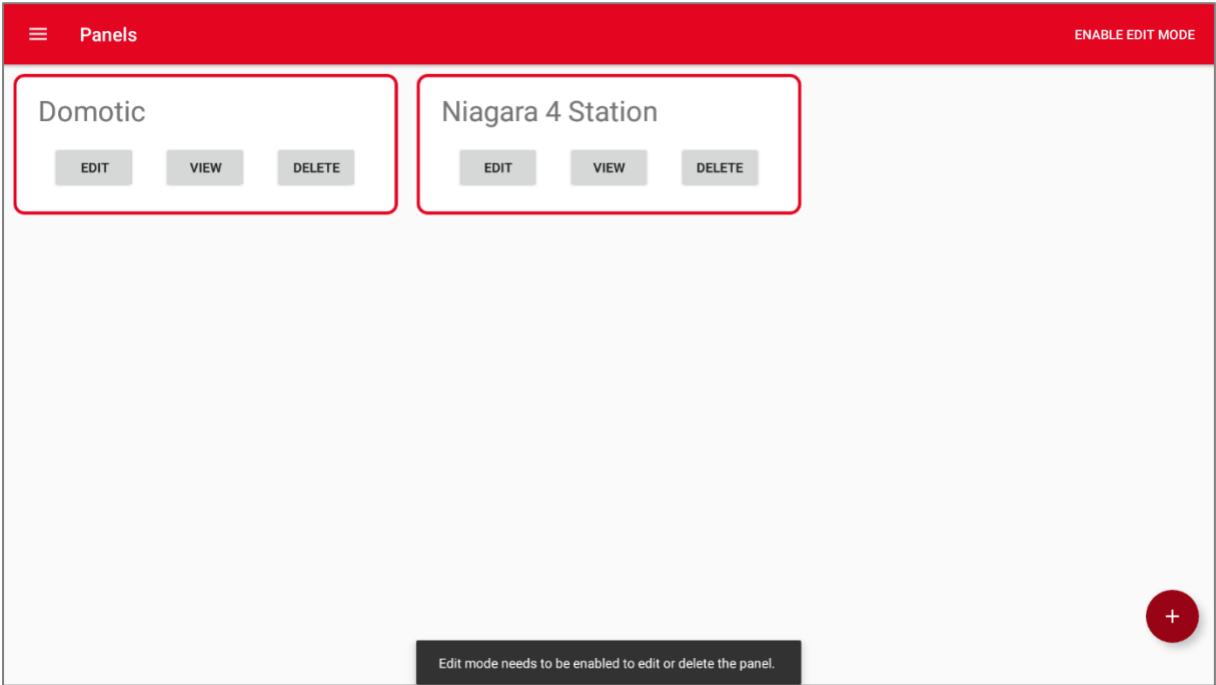 Panels
ENABLE EDIT MODE
Domotic
EDIT
VIEW
DELETE
Niagara 4 Station
EDIT
VIEW
DELETE
+
Edit mode needs to be enabled to edit or delete the panel.